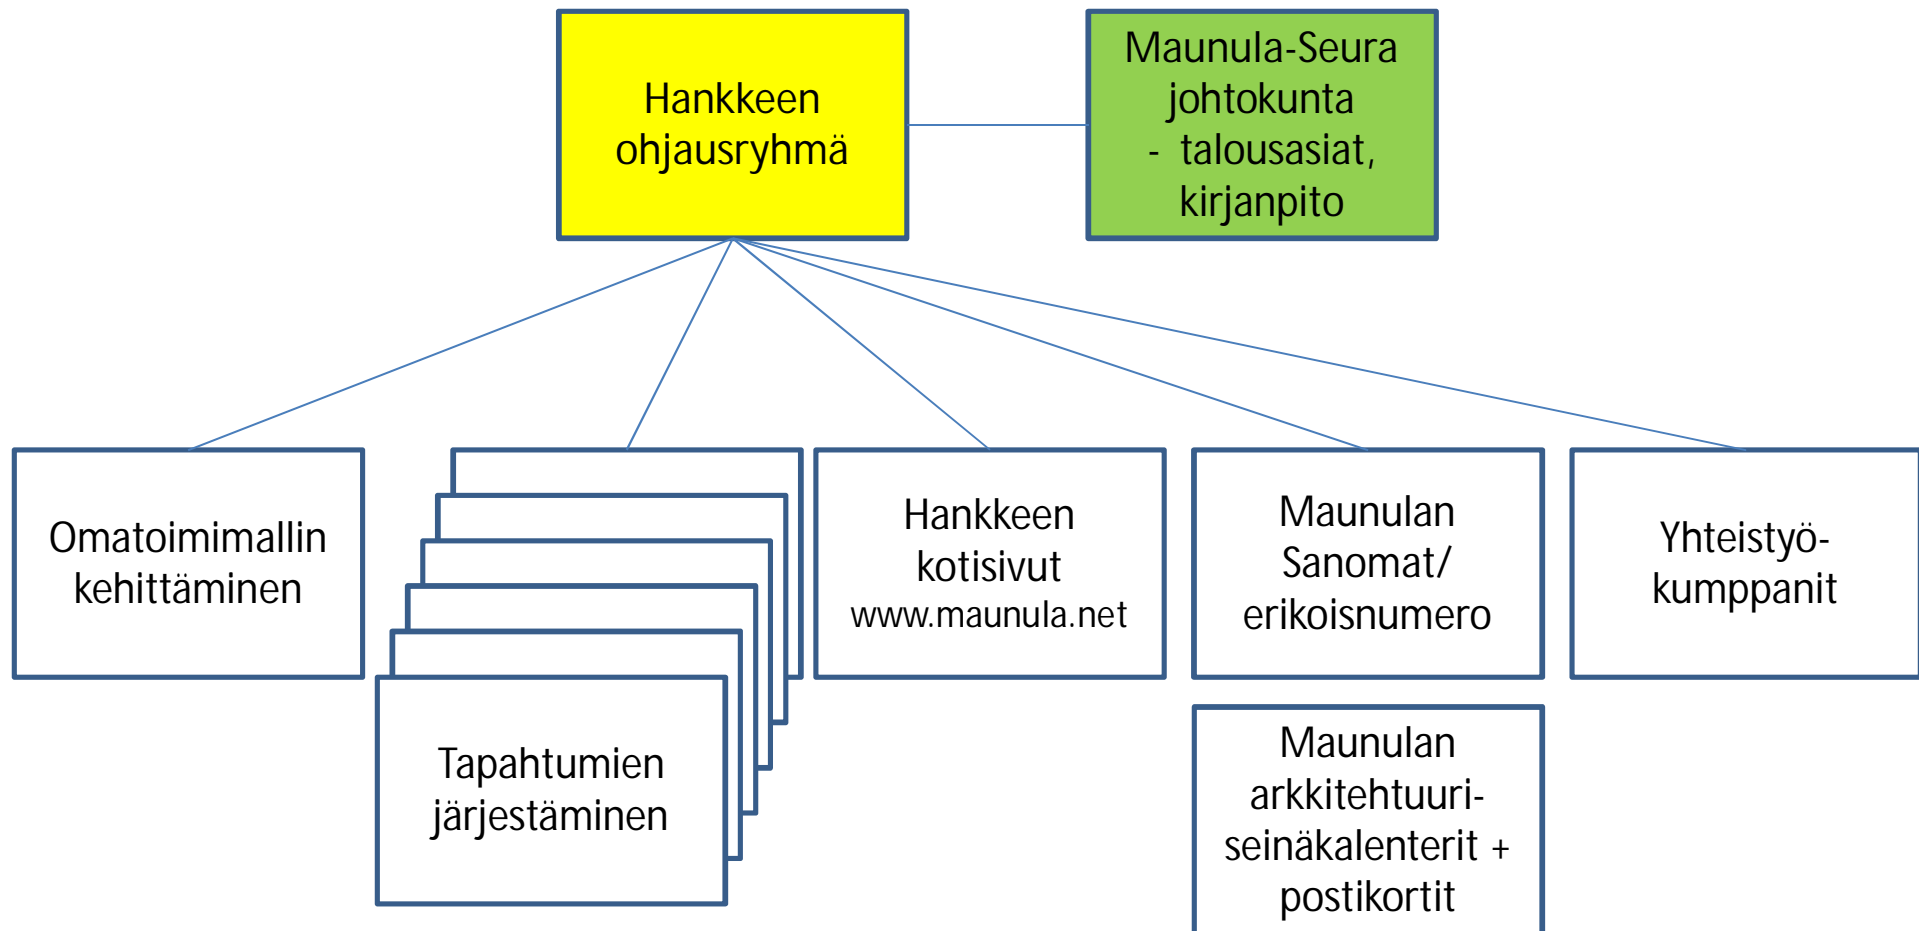 Hankkeen
ohjausryhmä
Maunula-Seura
johtokunta
- talousasiat,
kirjanpito
Omatoimimallin
kehittäminen
Tapahtumien
järjestäminen
Hankkeen
kotisivut
www.maunula.net
Maunulan
Sanomat/
erikoisnumero
Maunulan
arkkitehtuuri-
seinäkalenterit +
postikortit
Yhteistyö-
kumppanit